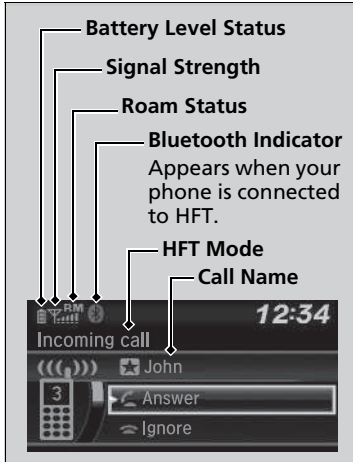 Battery Level Status
Signal Strength
Roam Status
Bluetooth Indicator
Appears when your
phone is connected
to HFT.
HFT Mode
Call Name
RM
12:34
Incoming call
John
3
Answer
Ignore